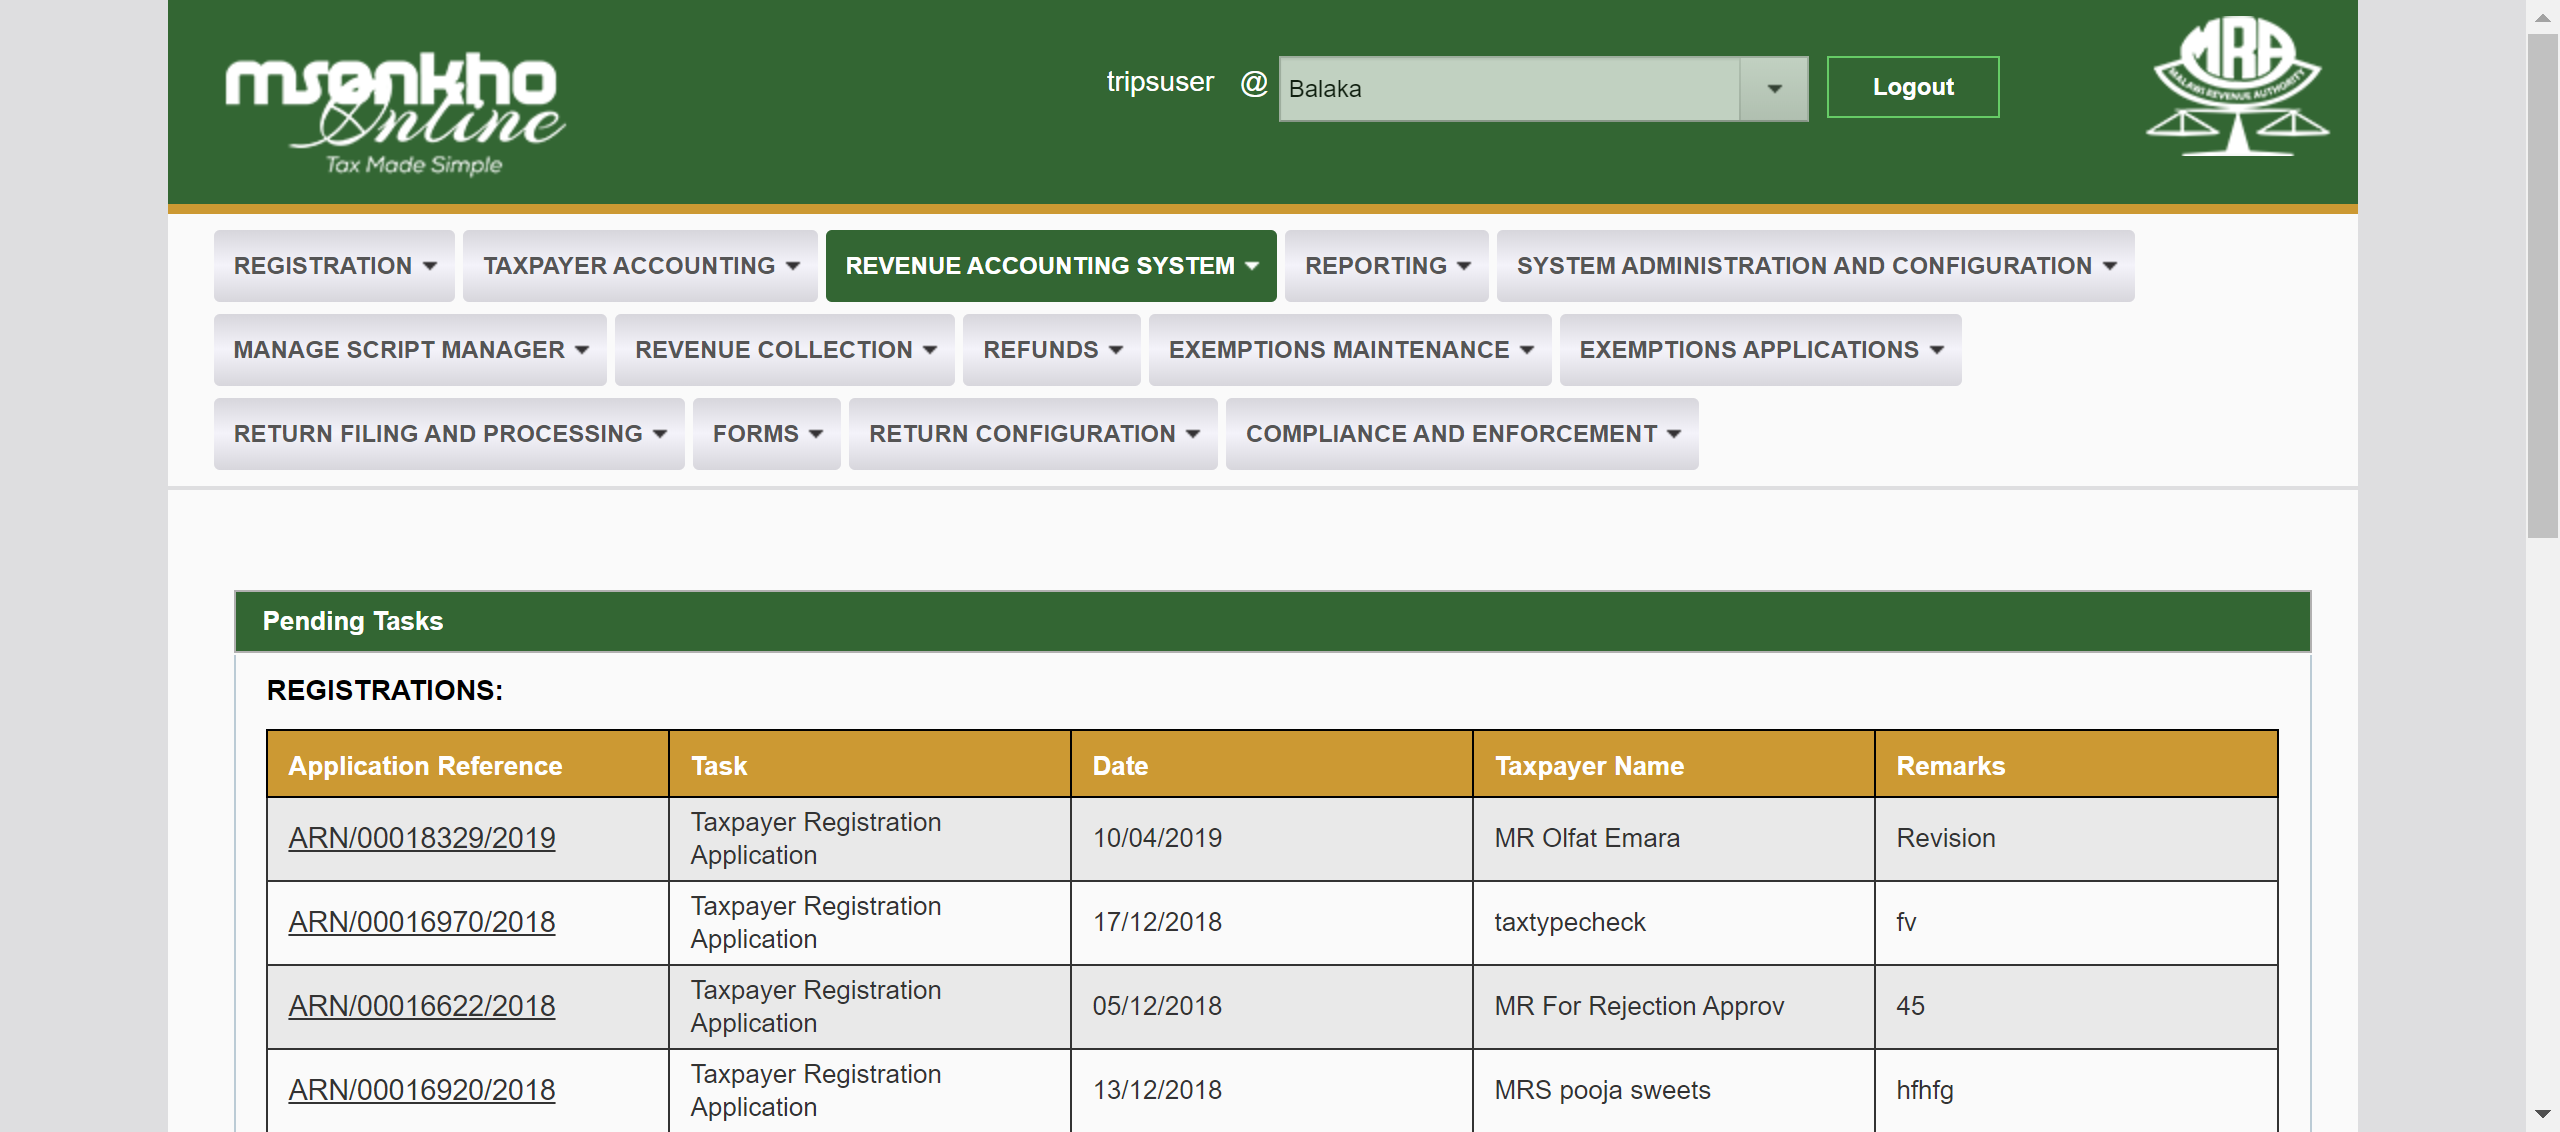 msonkho
Online
Tax Made Simple
tripsuser @ Balaka Logout
MRA
MALAWI REVENUE AUTHORITY
REGISTRATION TAXPAYER ACCOUNTING REVENUE ACCOUNTING SYSTEM REPORTING SYSTEM ADMINISTRATION AND CONFIGURATION
MANAGE SCRIPT MANAGER REVENUE COLLECTION REFUNDS EXEMPTIONS MAINTENANCE EXEMPTIONS APPLICATIONS
RETURN FILING AND PROCESSING FORMS RETURN CONFIGURATION COMPLIANCE AND ENFORCEMENT
Pending Tasks
REGISTRATIONS:
Application Reference Task Date Taxpayer Name Remarks
ARN/00018329/2019 Taxpayer Registration Application 10/04/2019 MR Olfat Emara Revision
ARN/00016970/2018 Taxpayer Registration Application 17/12/2018 taxtypecheck fv
ARN/00016622/2018 Taxpayer Registration Application 05/12/2018 MR For Rejection Approv 45
ARN/00016920/2018 Taxpayer Registration Application 13/12/2018 MRS pooja sweets hfhfg